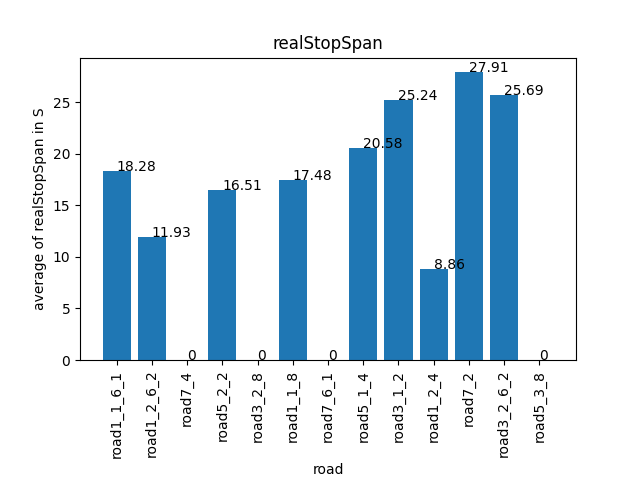 realStopSpan
average of realStopSpan in S
25
20
15
10
5
0
18.28
11.93
0
16.51
0
17.48
0
20.58
25.24
8.86
27.91
25.69
0
road1_1_6_1
road1_2_6_2
road7_4
road5_2_2
road3_2_8
road1_1_8
road7_6_1
road5_1_4
road3_1_2
road1_2_4
road7_2
road3_2_6_2
road5_3_8
road